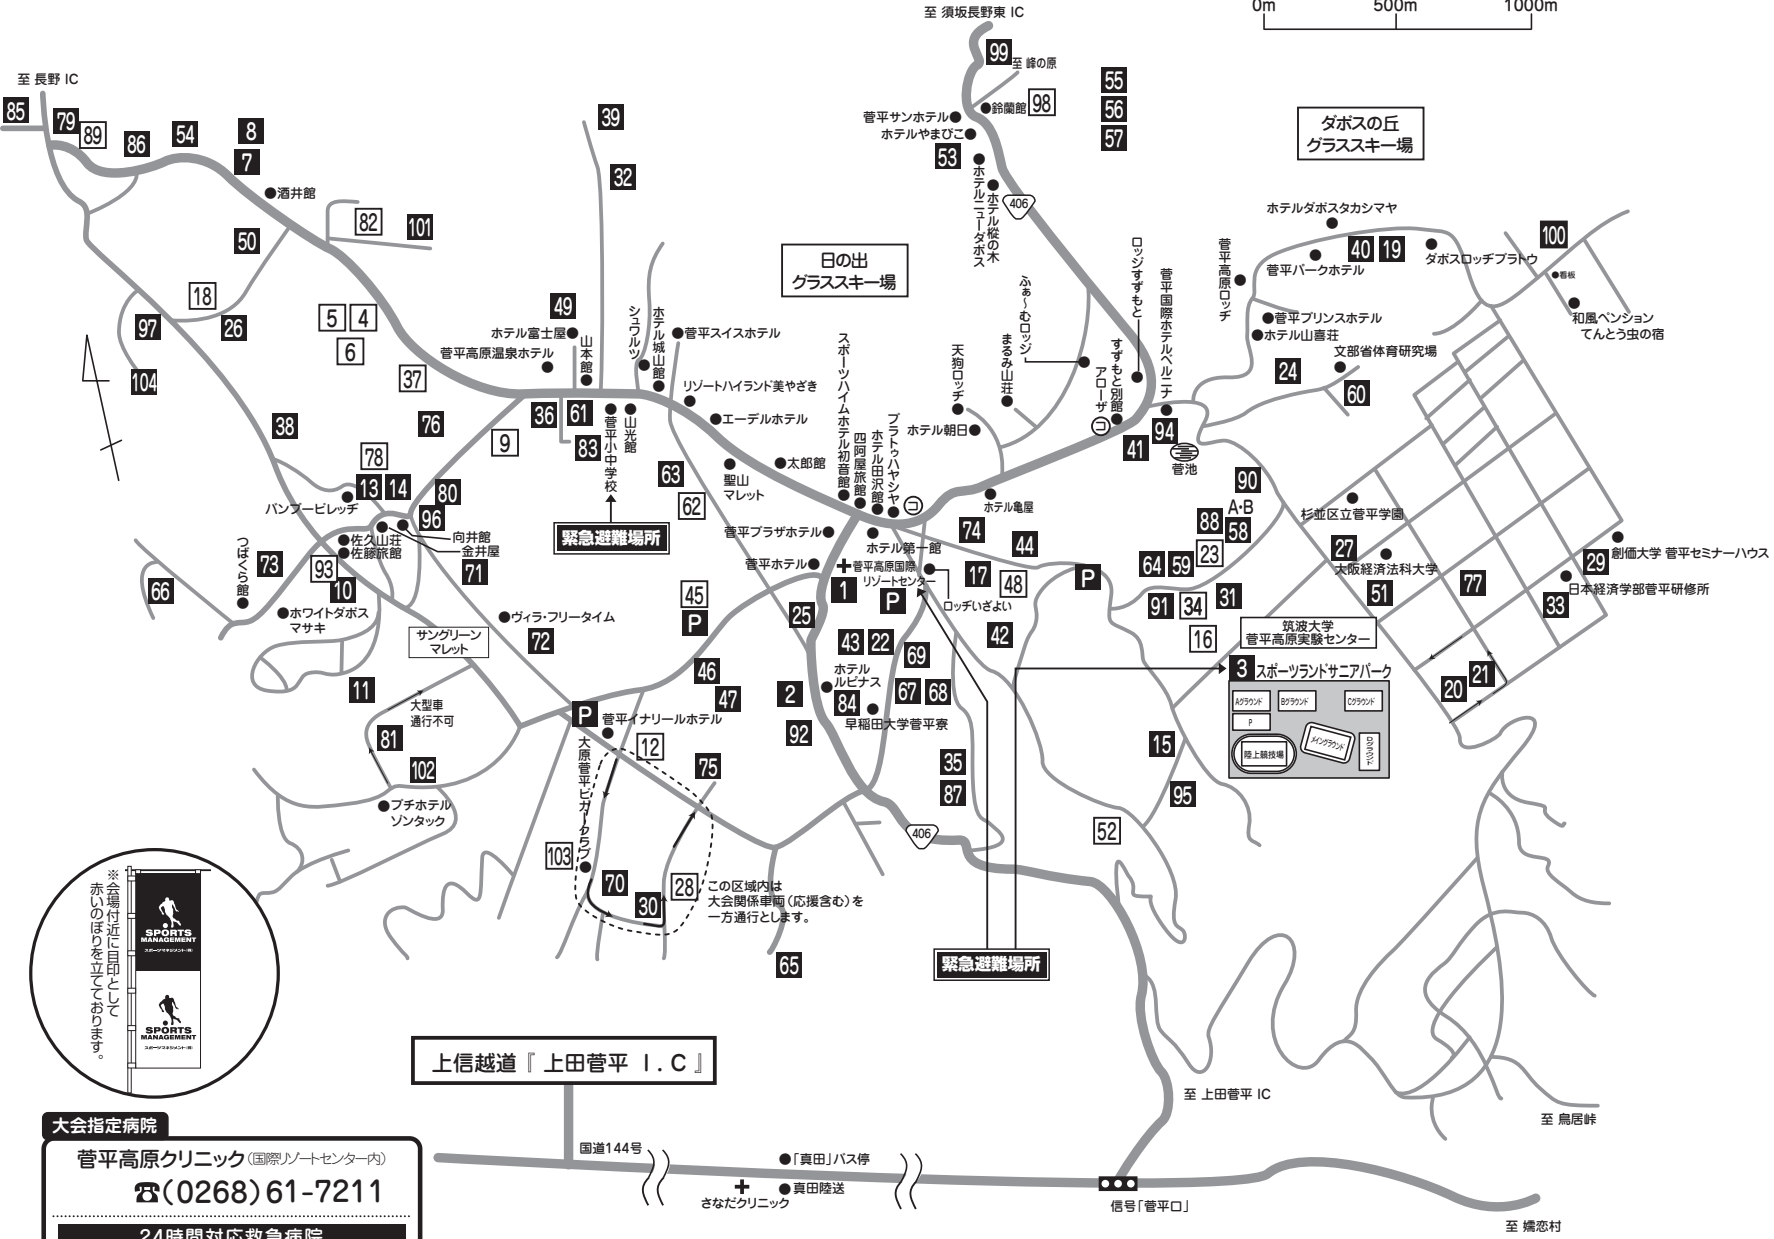 0m 500m 1000m
至 須坂長野東 IC
至 長野 IC
99
至 峰の原
85
79
89
86
54
8
7
酒井館
39
32
菅平サンホテル
鈴蘭館
98
ホテルやまびこ
53
55
56
57
ダボスの丘
グラススキー場
ホテルニューダボス
ホテル樅の木
406
82
101
50
18
97
26
104
5
4
6
37
日の出
グラススキー場
49
ホテル富士屋
菅平高原温泉ホテル
山本館
シュワルツ
ホテル城山館
菅平スイスホテル
リゾートハイランド美やざき
エーデルホテル
太郎館
聖山
マレット
スポーツハイムホテル初音館
四阿屋旅館
ホテル田沢館
プラトゥハヤシヤ
コ
天狗ロッヂ
まるみ山荘
ふぁ〜むロッジ
ロッジすずもと
菅平国際ホテルベルニナ
すずもと別館
アローザ
コ
ホテル朝日
ホテル亀屋
41
94
菅池
ホテルダボスタカシマヤ
菅平高原ロッヂ
菅平パークホテル
40
19
ダボスロッヂプラトウ
100
看板
和風ペンション
てんとう虫の宿
菅平プリンスホテル
ホテル山喜荘
文部省体育研究場
24
60
38
76
9
36
61
83
菅平小中学校
山光館
63
62
緊急避難場所
78
13
14
80
96
バンブービレッヂ
向井館
金井屋
佐久山荘
佐藤旅館
71
93
10
つばくら館
73
66
ホワイトダボス
マサキ
ヴィラ・フリータイム
72
サングリーン
マレット
11
大型車
通行不可
81
102
プチホテル
ゾンタック
菅平プラザホテル
菅平ホテル
ホテル第一館
菅平高原国際
リゾートセンター
1
P
ロッヂいざよい
74
44
17
48
P
42
45
P
25
43
22
69
46
47
2
ホテル
ルビナス
84
67
68
早稲田大学菅平寮
92
35
87
90
A・B
88
58
23
64
59
91
34
31
16
杉並区立菅平学園
27
大阪経済法科大学
51
77
29
創価大学 菅平セミナーハウス
日本経済学部菅平研修所
33
筑波大学
菅平高原実験センター
3
スポーツランドサニアパーク
Aグラウンド
Bグラウンド
Cグラウンド
P
陸上競技場
メイングラウンド
20
21
15
95
52
P
菅平イナリールホテル
大原菅平ビガークラブ
12
75
103
70
30
28
この区域内は
大会関係車両(応援含む)を
一方通行とします。
65
406
緊急避難場所
※会場付近に目印として
赤いのぼりを立てております。
SPORTS
MANAGEMENT
スポーツマネジメント(株)
SPORTS
MANAGEMENT
スポーツマネジメント(株)
上信越道『 上田菅平 I.C 』
国道144号
「真田」バス停
真田陸送
さなだクリニック
信号「菅平口」
至 上田菅平 IC
至 鳥居峠
至 嬬恋村
大会指定病院
菅平高原クリニック(国際リゾートセンター内)
☎(0268)61-7211
24時間対応救急病院